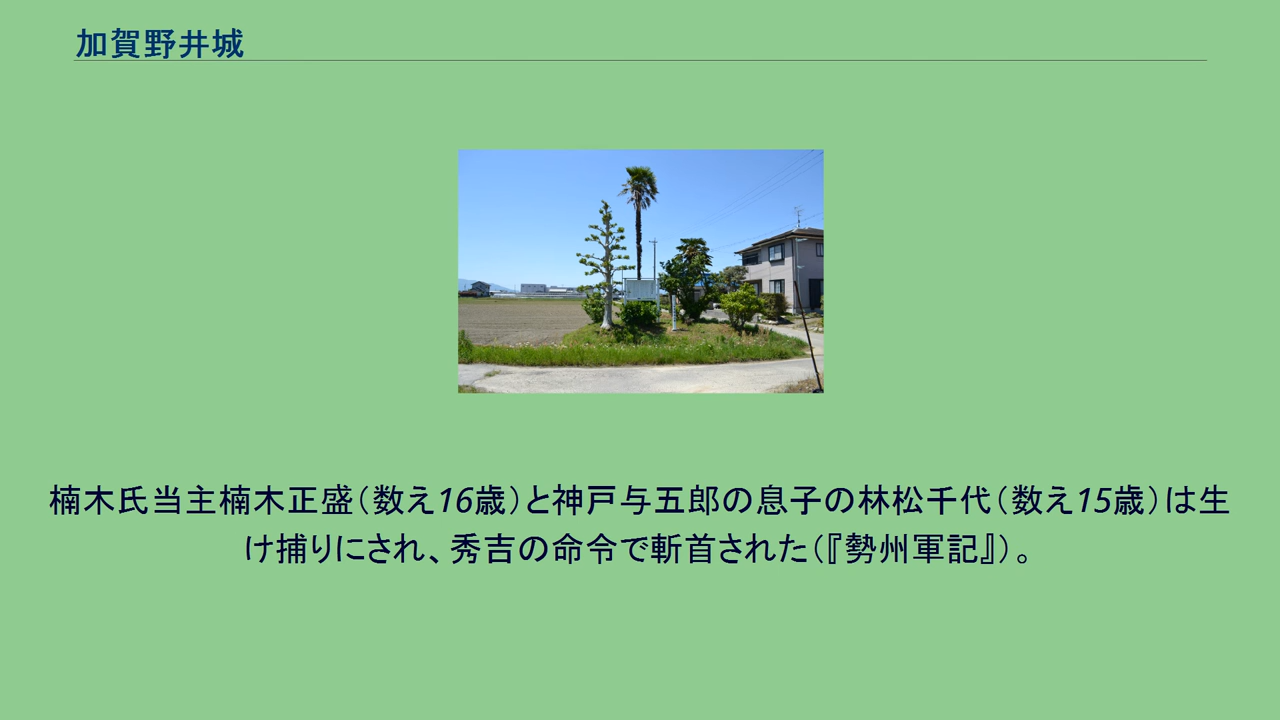 加賀野井城
楠木氏当主楠木正盛（数え16歳）と神戸与五郎の息子の林松千代（数え15歳）は生
け捕りにされ、秀吉の命令で斬首された（『勢州軍記』）。